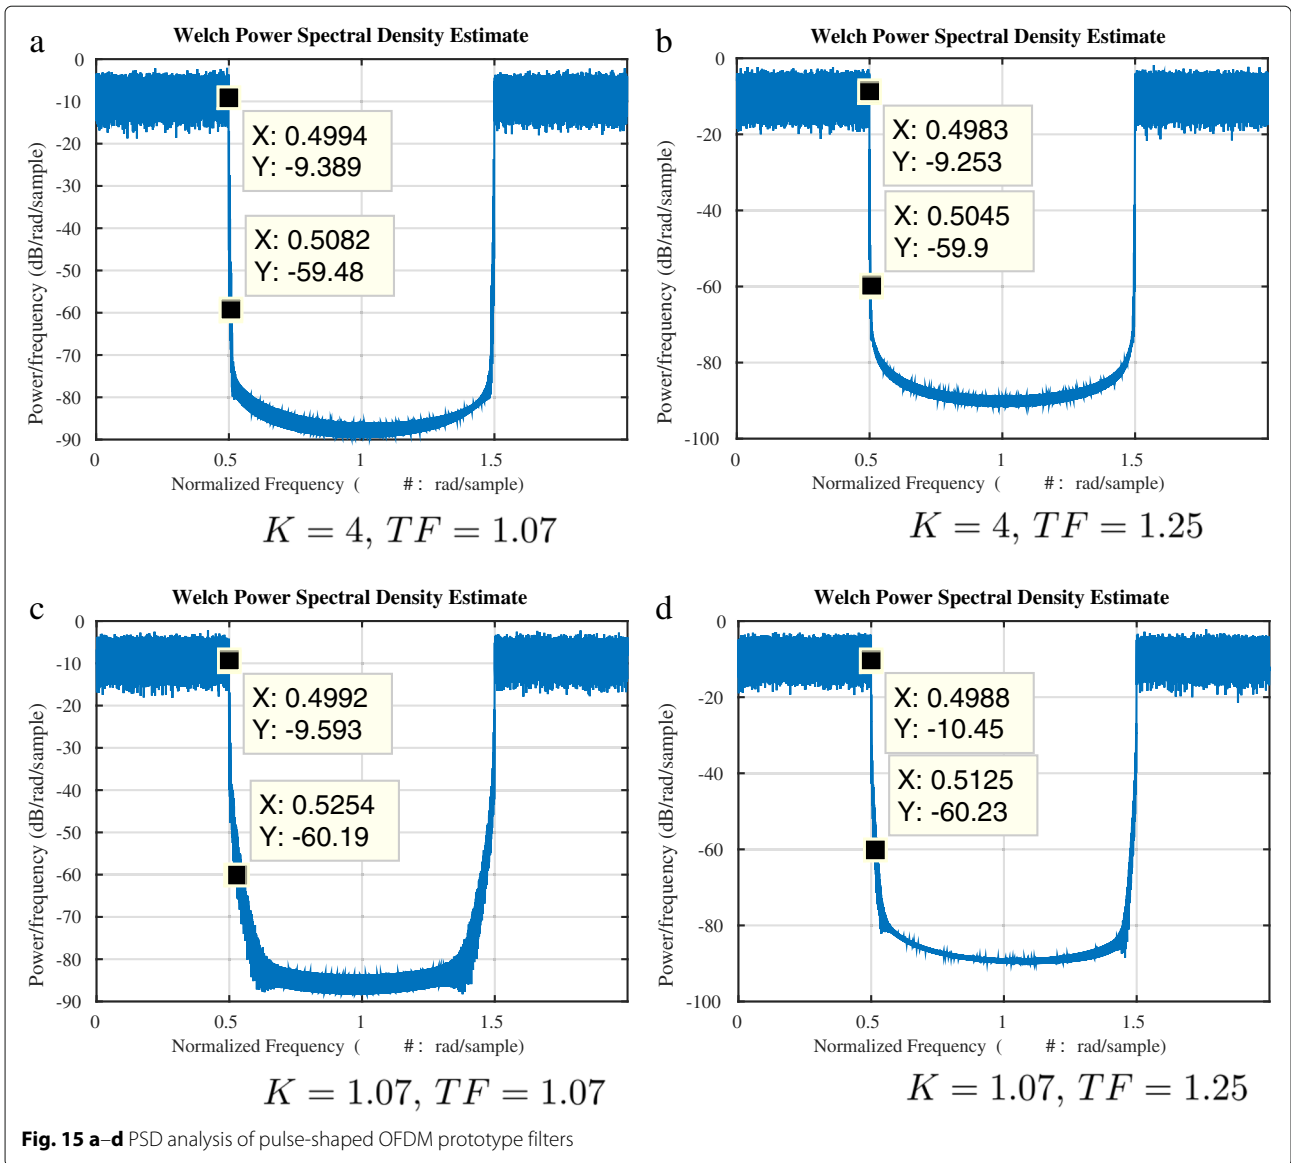 a
Welch Power Spectral Density Estimate
Power/frequency (dB/rad/sample)
0
-10
-20
-30
-40
-50
-60
-70
-80
-90
X: 0.4994
Y: -9.389
X: 0.5082
Y: -59.48
0
0.5
1
1.5
Normalized Frequency ( #: rad/sample)
K = 4, TF = 1.07
b
Welch Power Spectral Density Estimate
Power/frequency (dB/rad/sample)
0
-20
-40
-60
-80
-100
X: 0.4983
Y: -9.253
X: 0.5045
Y: -59.9
0
0.5
1
1.5
Normalized Frequency ( #: rad/sample)
K = 4, TF = 1.25
c
Welch Power Spectral Density Estimate
Power/frequency (dB/rad/sample)
0
-10
-20
-30
-40
-50
-60
-70
-80
-90
X: 0.4992
Y: -9.593
X: 0.5254
Y: -60.19
0
0.5
1
1.5
Normalized Frequency ( #: rad/sample)
K = 1.07, TF = 1.07
d
Welch Power Spectral Density Estimate
Power/frequency (dB/rad/sample)
0
-20
-40
-60
-80
-100
X: 0.4988
Y: -10.45
X: 0.5125
Y: -60.23
0
0.5
1
1.5
Normalized Frequency ( #: rad/sample)
K = 1.07, TF = 1.25
Fig. 15 a–d PSD analysis of pulse-shaped OFDM prototype filters